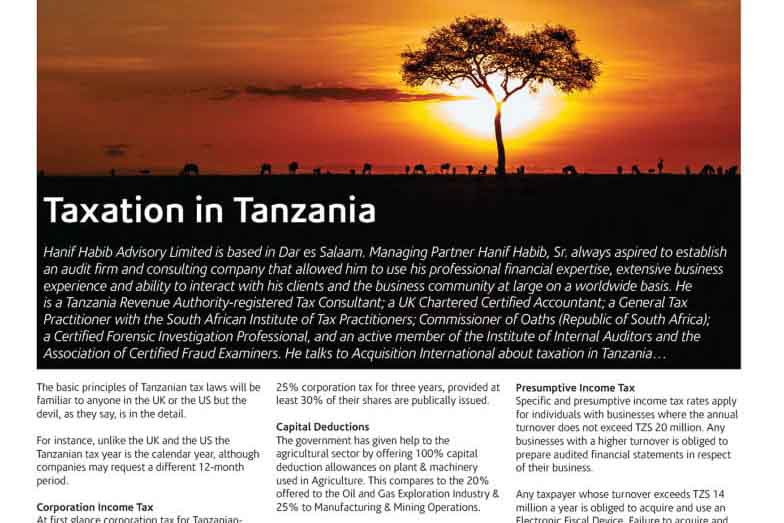 Taxation in Tanzania
Hanif Habib Advisory Limited is based in Dar es Salaam. Managing Partner Hanif Habib, Sr. always aspired to establish
an audit firm and consulting company that allowed him to use his professional financial expertise, extensive business
experience and ability to interact with his clients and the business community at large on a worldwide basis. He
is a Tanzania Revenue Authority-registered Tax Consultant; a UK Chartered Certified Accountant; a General Tax
Practitioner with the South African Institute of Tax Practitioners; Commissioner of Oaths (Republic of South Africa);
a Certified Forensic Investigation Professional, and an active member of the Institute of Internal Auditors and the
Association of Certified Fraud Examiners. He talks to Acquisition International about taxation in Tanzania…
The basic principles of Tanzanian tax laws will be
familiar to anyone in the UK or the US but the
devil, as they say, is in the detail.
For instance, unlike the UK and the US the
Tanzanian tax year is the calendar year, although
companies may request a different 12-month
period.
Corporation Income Tax
At first glance corporation tax for Tanzanian-
25% corporation tax for three years, provided at
least 30% of their shares are publically issued.
Capital Deductions
The government has given help to the
agricultural sector by offering 100% capital
deduction allowances on plant & machinery
used in Agriculture. This compares to the 20%
offered to the Oil and Gas Exploration Industry &
25% to Manufacturing & Mining Operations.
Presumptive Income Tax
Specific and presumptive income tax rates apply
for individuals with businesses where the annual
turnover does not exceed TZS 20 million. Any
businesses with a higher turnover is obliged to
prepare audited financial statements in respect
of their business.
Any taxpayer whose turnover exceeds TZS 14
million a year is obliged to acquire and use an
Electronic Fiscal Device. Failure to acquire and